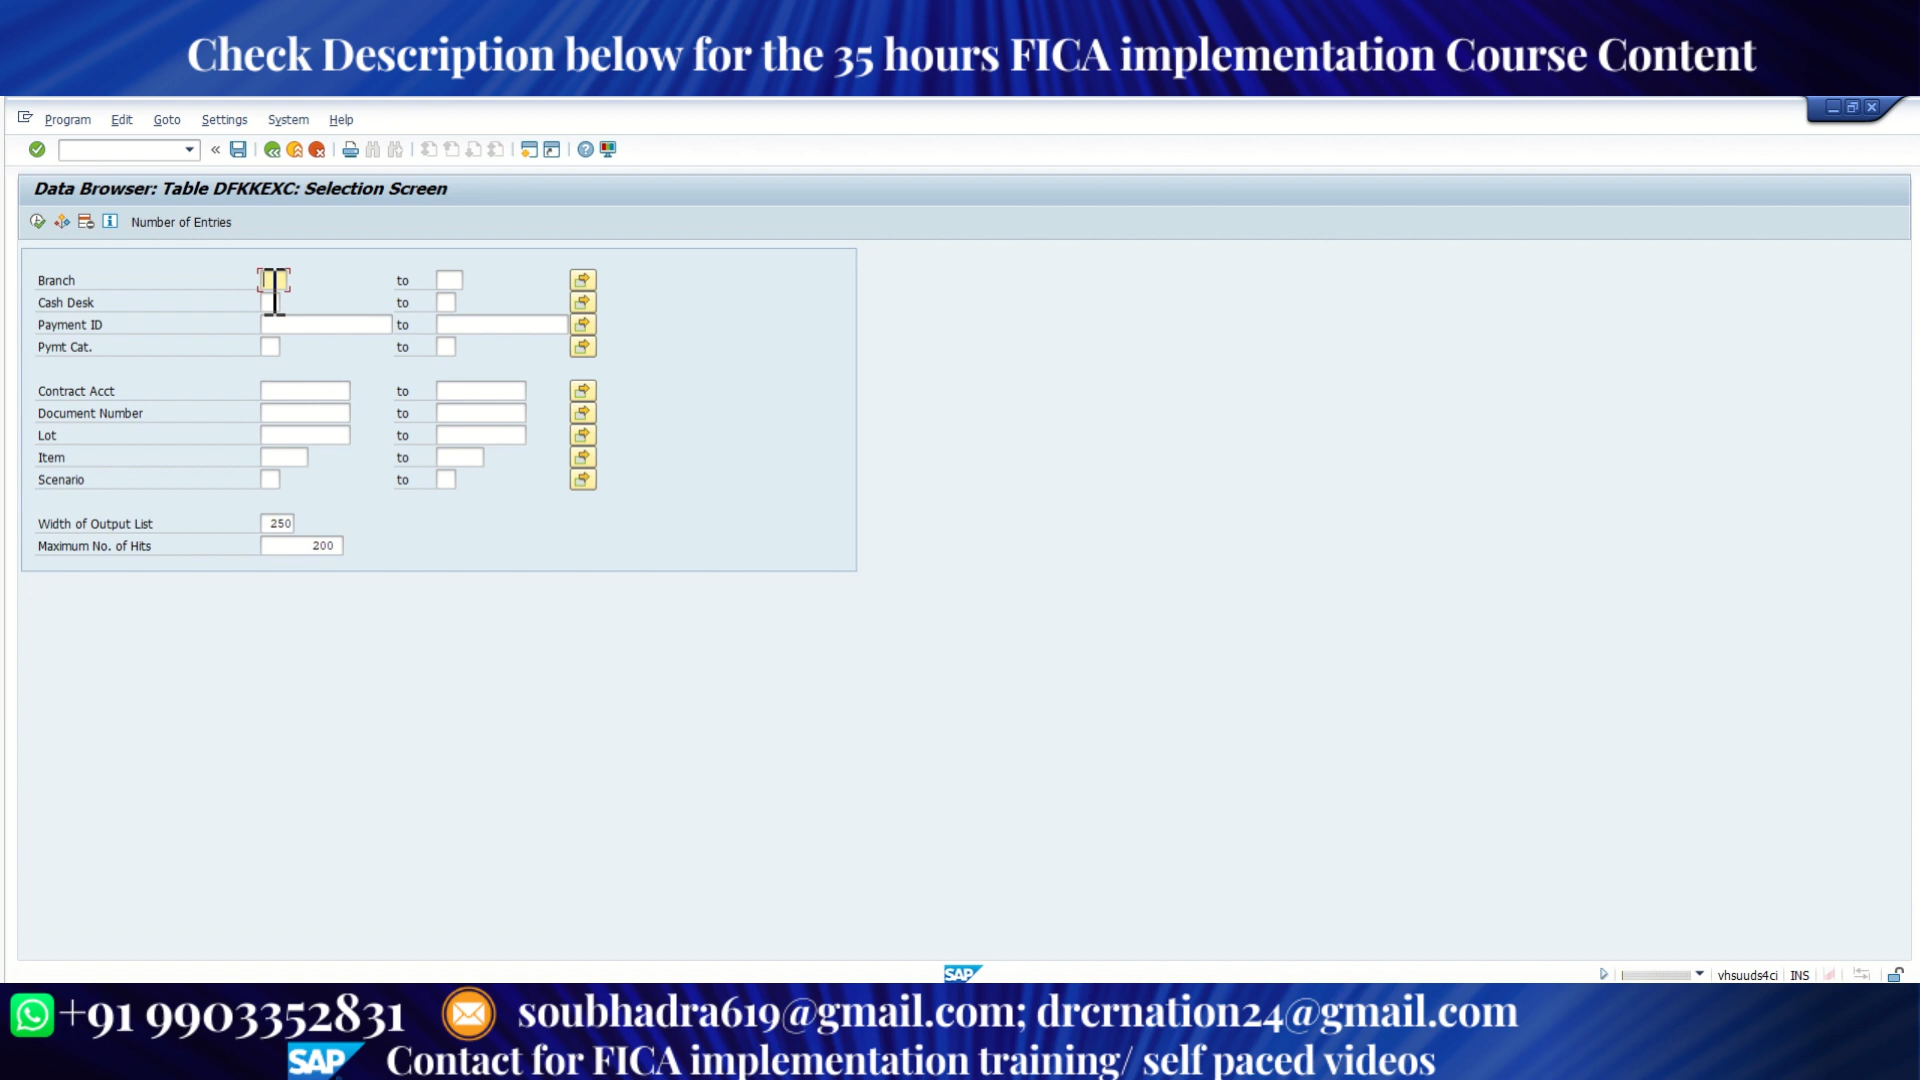 Check Description below for the 35 hours FICA implementation Course Content
Program Edit Goto Settings System Help
Data Browser: Table DFKKEXC: Selection Screen
Number of Entries
Branch to
Cash Desk to
Payment ID to
Pymt Cat. to
Contract Acct to
Document Number to
Lot to
Item to
Scenario to
Width of Output List 250
Maximum No. of Hits 200
SAP
vhsuuds4ci INS
+91 9903352831 soubhadra619@gmail.com; drcrnation24@gmail.com
SAP Contact for FICA implementation training/ self paced videos